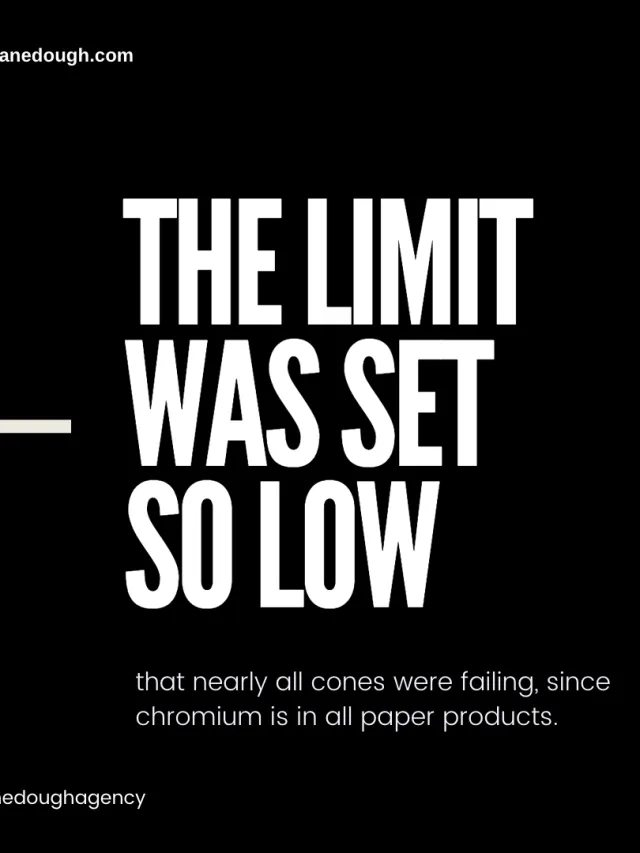 anedough.com
THE LIMIT
WAS SET
SO LOW
that nearly all cones were failing, since
chromium is in all paper products.
edoughagency